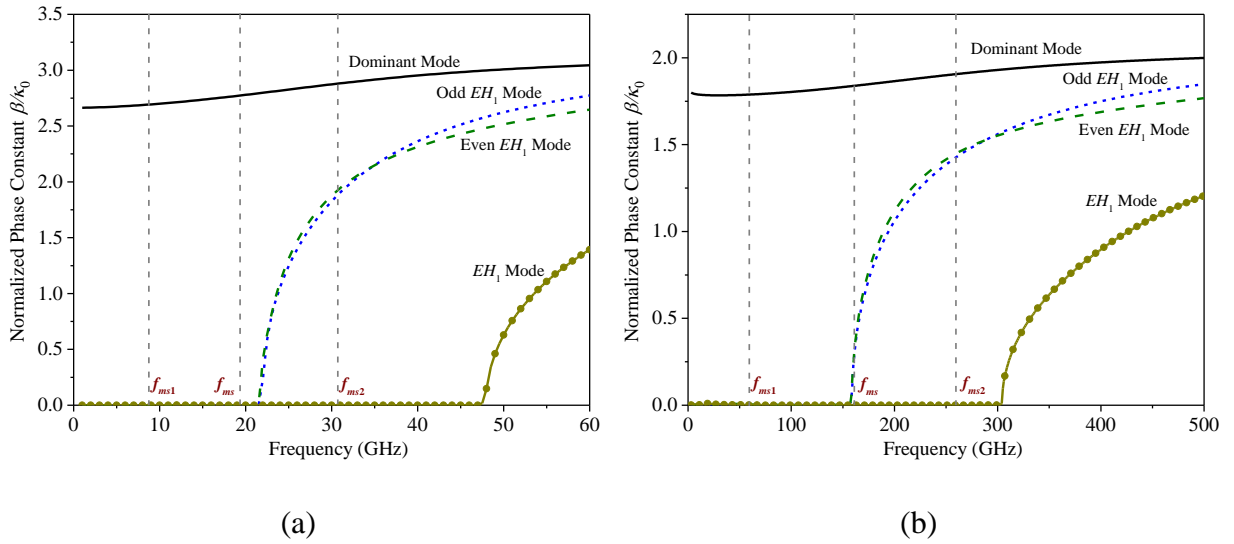 Normalized Phase Constant β/κ₀
3.5
3.0
2.5
2.0
1.5
1.0
0.5
0.0
Dominant Mode
Odd EH₁ Mode
Even EH₁ Mode
EH₁ Mode
fms1
fms
fms2
0
10
20
30
40
50
60
Frequency (GHz)
(a)
Normalized Phase Constant β/κ₀
2.0
1.5
1.0
0.5
0.0
Dominant Mode
Odd EH₁ Mode
Even EH₁ Mode
EH₁ Mode
fms1
fms
fms2
0
100
200
300
400
500
Frequency (GHz)
(b)